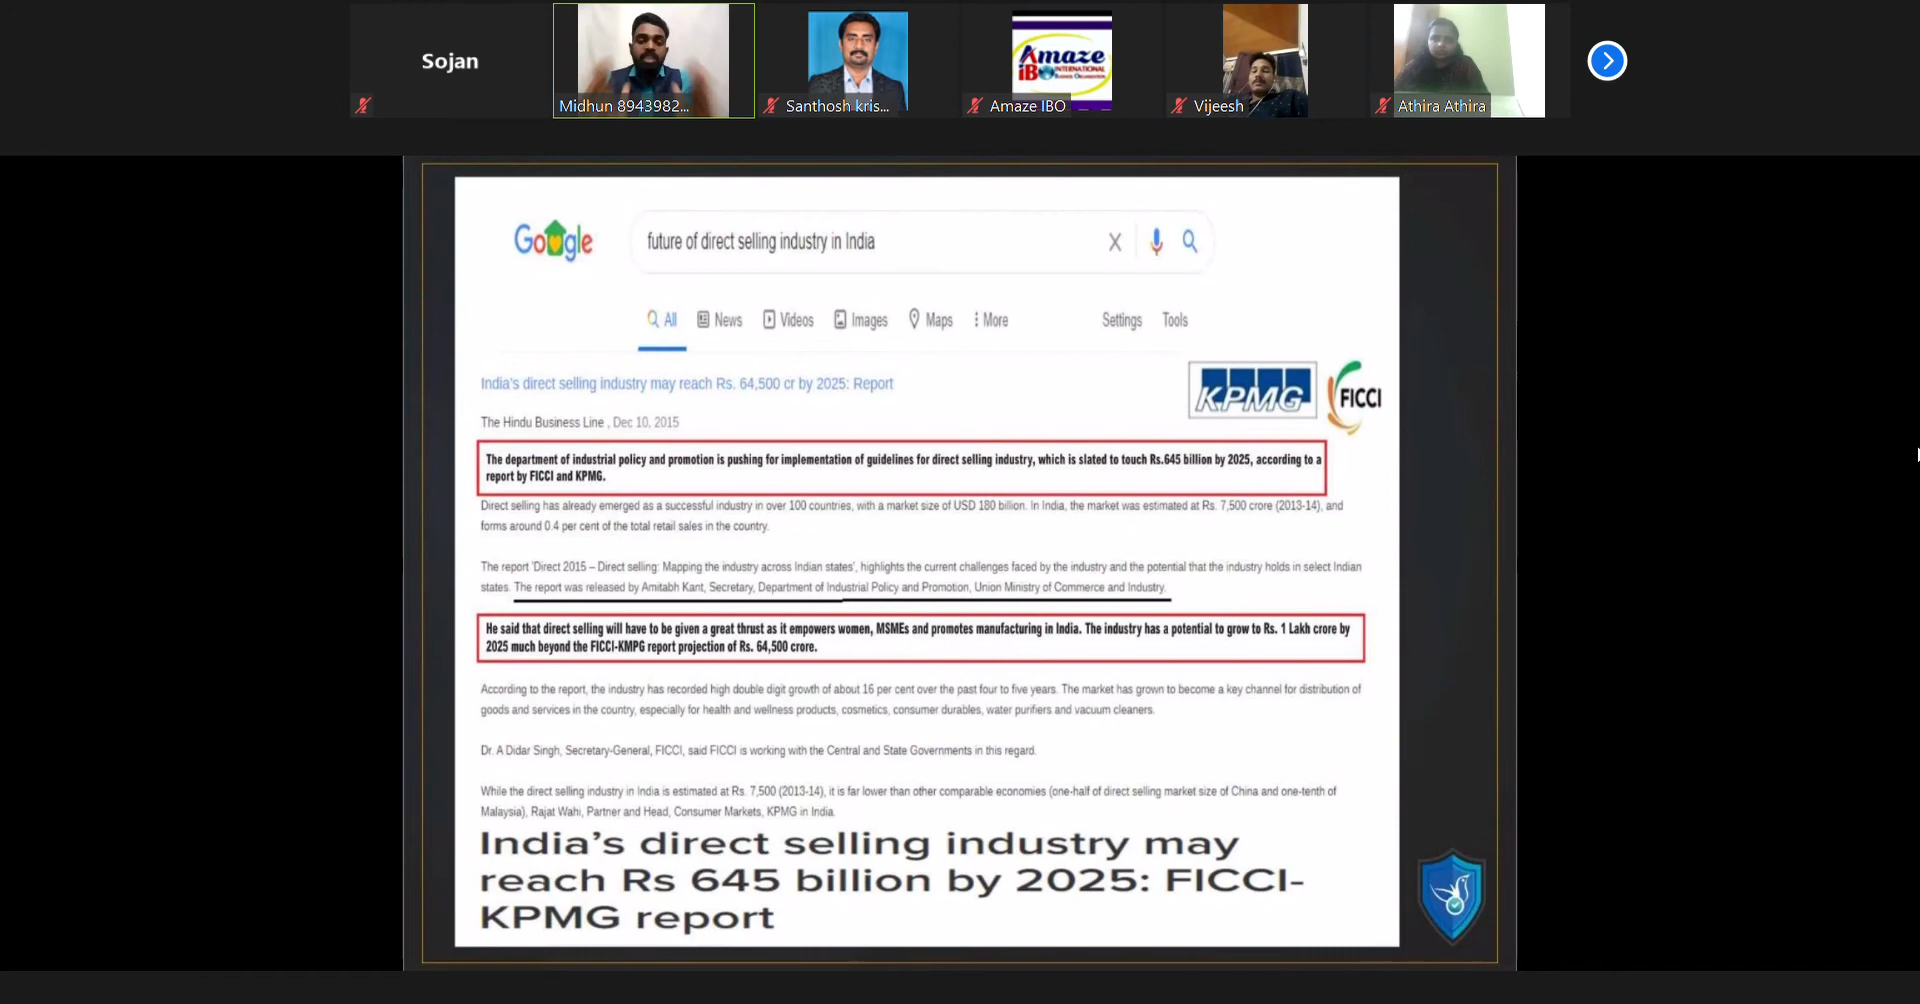 Sojan
Midhun 8943982...
Santhosh kris...
Amaze
iBO INTERNATIONAL
Amaze IBO
Vijeesh
Athira Athira
Google
future of direct selling industry in India
All News Videos Images Maps More Settings Tools
KPMG FICCI
India's direct selling industry may reach Rs. 64,500 cr by 2025: Report
The Hindu Business Line , Dec 10, 2015
The department of industrial policy and promotion is pushing for implementation of guidelines for direct selling industry, which is slated to touch Rs.645 billion by 2025, according to a
report by FICCI and KPMG.
Direct selling has already emerged as a successful industry in over 100 countries, with a market size of USD 180 billion. In India, the market was estimated at Rs. 7,500 crore (2013-14), and
forms around 0.4 per cent of the total retail sales in the country.
The report 'Direct 2015 – Direct selling: Mapping the industry across Indian states', highlights the current challenges faced by the industry and the potential that the industry holds in select Indian
states. The report was released by Amitabh Kant, Secretary, Department of Industrial Policy and Promotion, Union Ministry of Commerce and Industry.
He said that direct selling will have to be given a great thrust as it empowers women, MSMEs and promotes manufacturing in India. The industry has a potential to grow to Rs. 1 Lakh crore by
2025 much beyond the FICCI-KMPG report projection of Rs. 64,500 crore.
According to the report, the industry has recorded high double digit growth of about 16 per cent over the past four to five years. The market has grown to become a key channel for distribution of
goods and services in the country, especially for health and wellness products, cosmetics, consumer durables, water purifiers and vacuum cleaners.
Dr. A Didar Singh, Secretary-General, FICCI, said FICCI is working with the Central and State Governments in this regard.
While the direct selling industry in India is estimated at Rs. 7,500 (2013-14), it is far lower than other comparable economies (one-half of direct selling market size of China and one-tenth of
Malaysia), Rajat Wahi, Partner and Head, Consumer Markets, KPMG in India.
India's direct selling industry may
reach Rs 645 billion by 2025: FICCI-
KPMG report